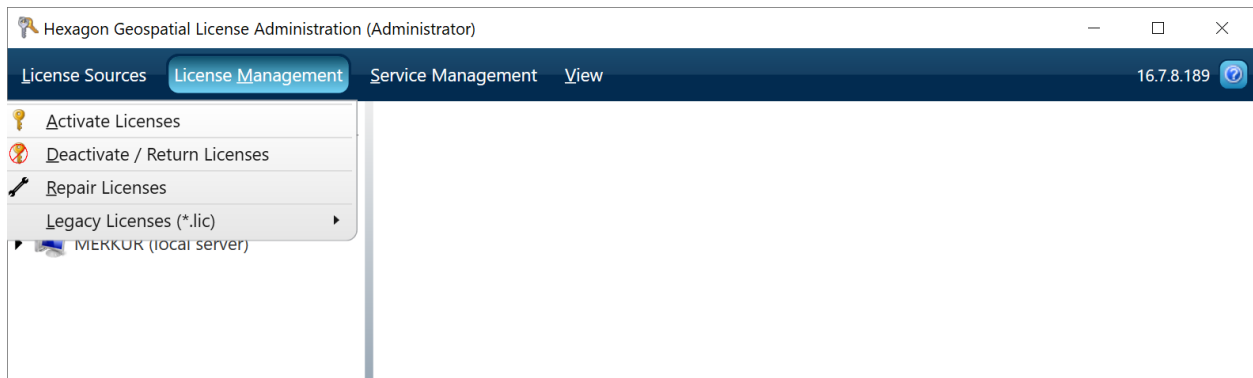 Hexagon Geospatial License Administration (Administrator)
License Sources License Management Service Management View 16.7.8.189
Activate Licenses
Deactivate / Return Licenses
Repair Licenses
Legacy Licenses (*.lic)
MERKUR (local server)